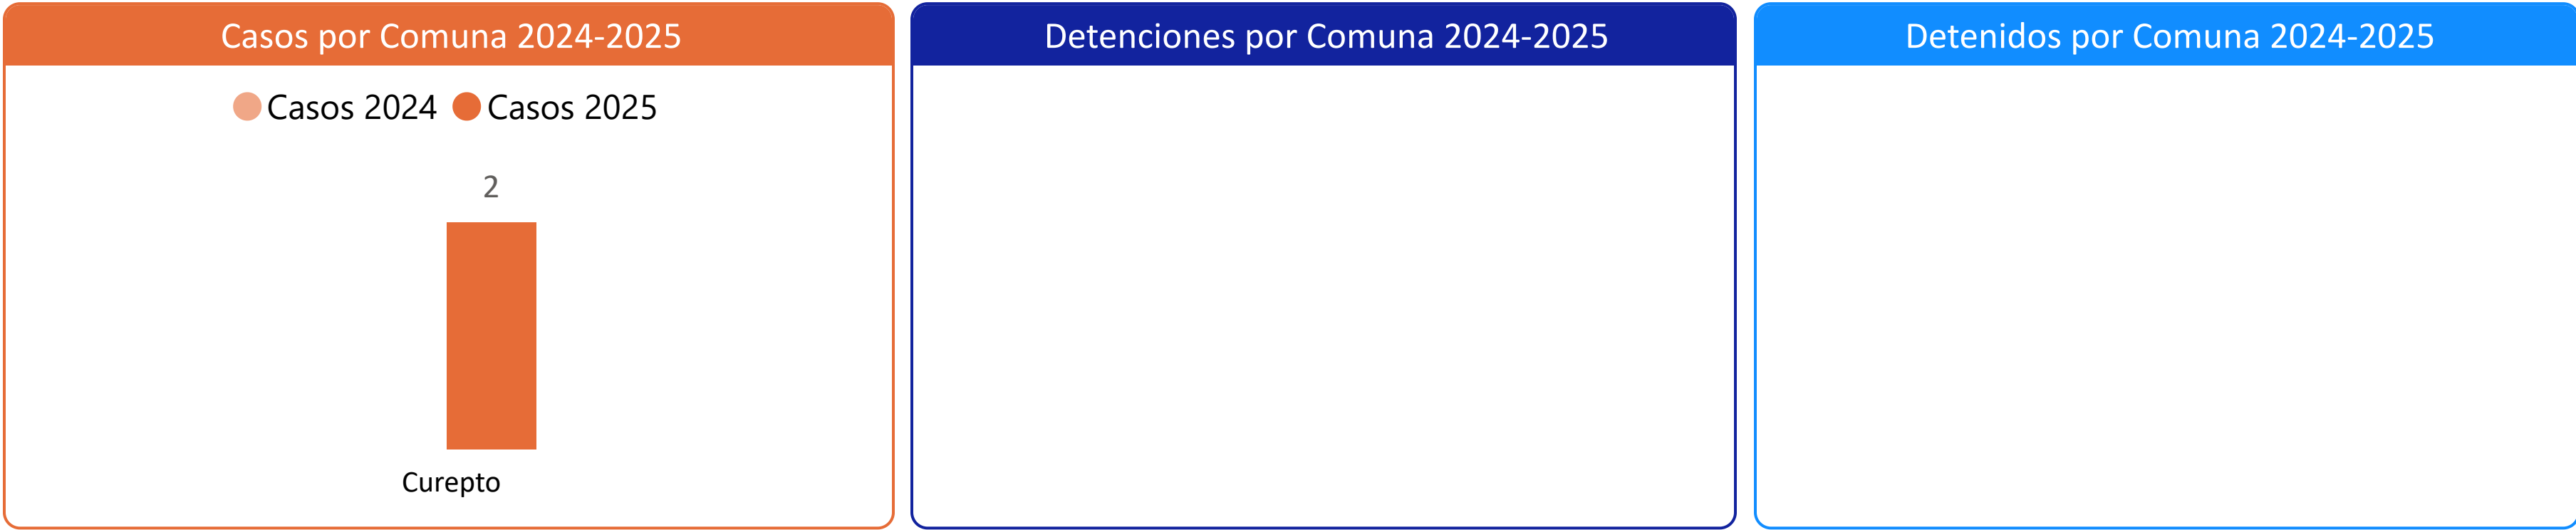 Casos por Comuna 2024-2025
Casos 2024 Casos 2025
2
Curepto
Detenciones por Comuna 2024-2025
Detenidos por Comuna 2024-2025